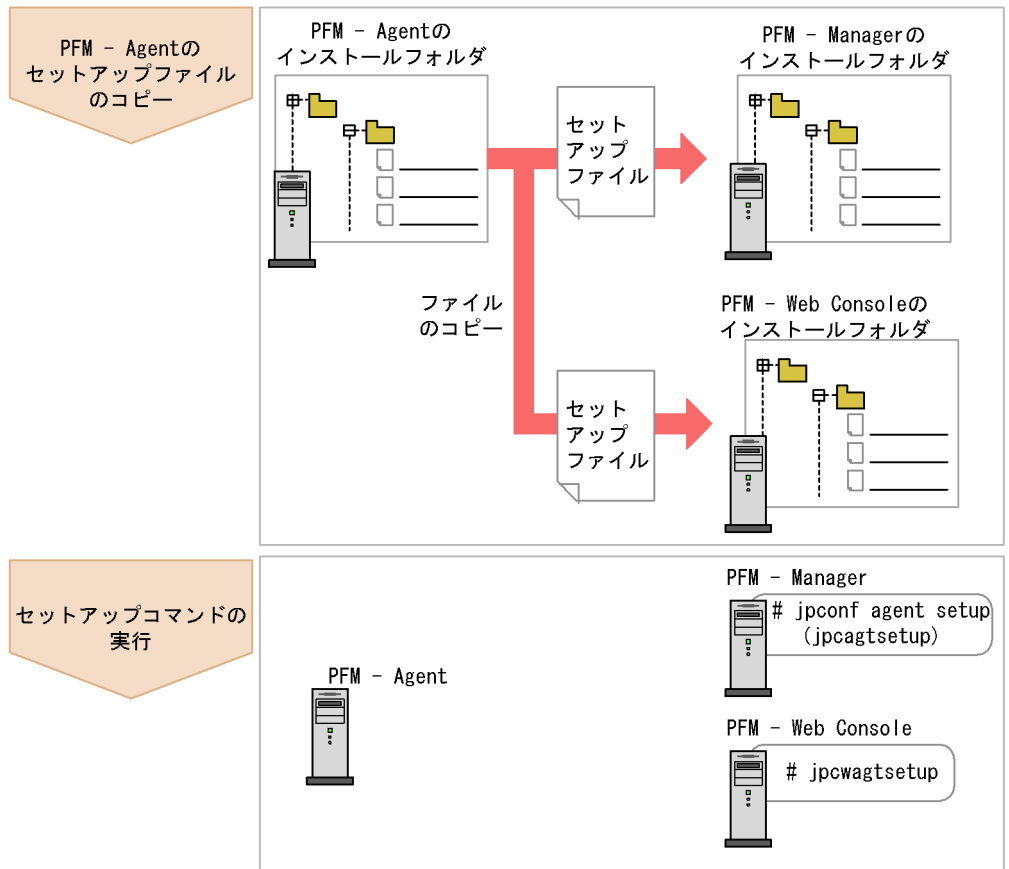 PFM - Agentの
セットアップファイル
のコピー
PFM - Agentの
インストールフォルダ
PFM - Managerの
インストールフォルダ
セット
アップ
ファイル
ファイル
のコピー
PFM - Web Consoleの
インストールフォルダ
セット
アップ
ファイル
セットアップコマンドの
実行
PFM - Agent
PFM - Manager
# jpconf agent setup
(jpcagtsetup)
PFM - Web Console
# jpcwagtsetup